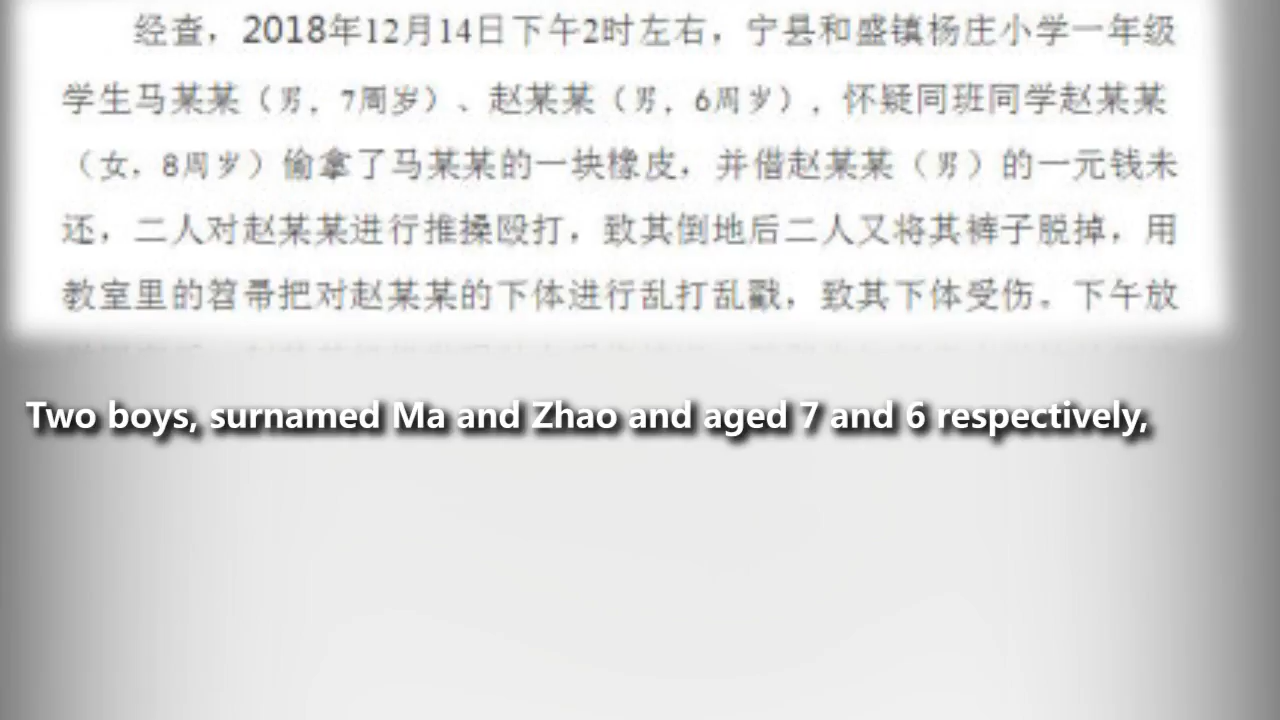 经查，2018年12月14日下午2时左右，宁县和盛镇杨庄小学一年级
学生马某某（男，7周岁）、赵某某（男，6周岁），怀疑同班同学赵某某
（女，8周岁）偷拿了马某某的一块橡皮，并借赵某某（男）的一元钱未
还，二人对赵某某进行推搡殴打，致其倒地后二人又将其裤子脱掉，用
教室里的笤帚把对赵某某的下体进行乱打乱戳，致其下体受伤。下午放
Two boys, surnamed Ma and Zhao and aged 7 and 6 respectively,